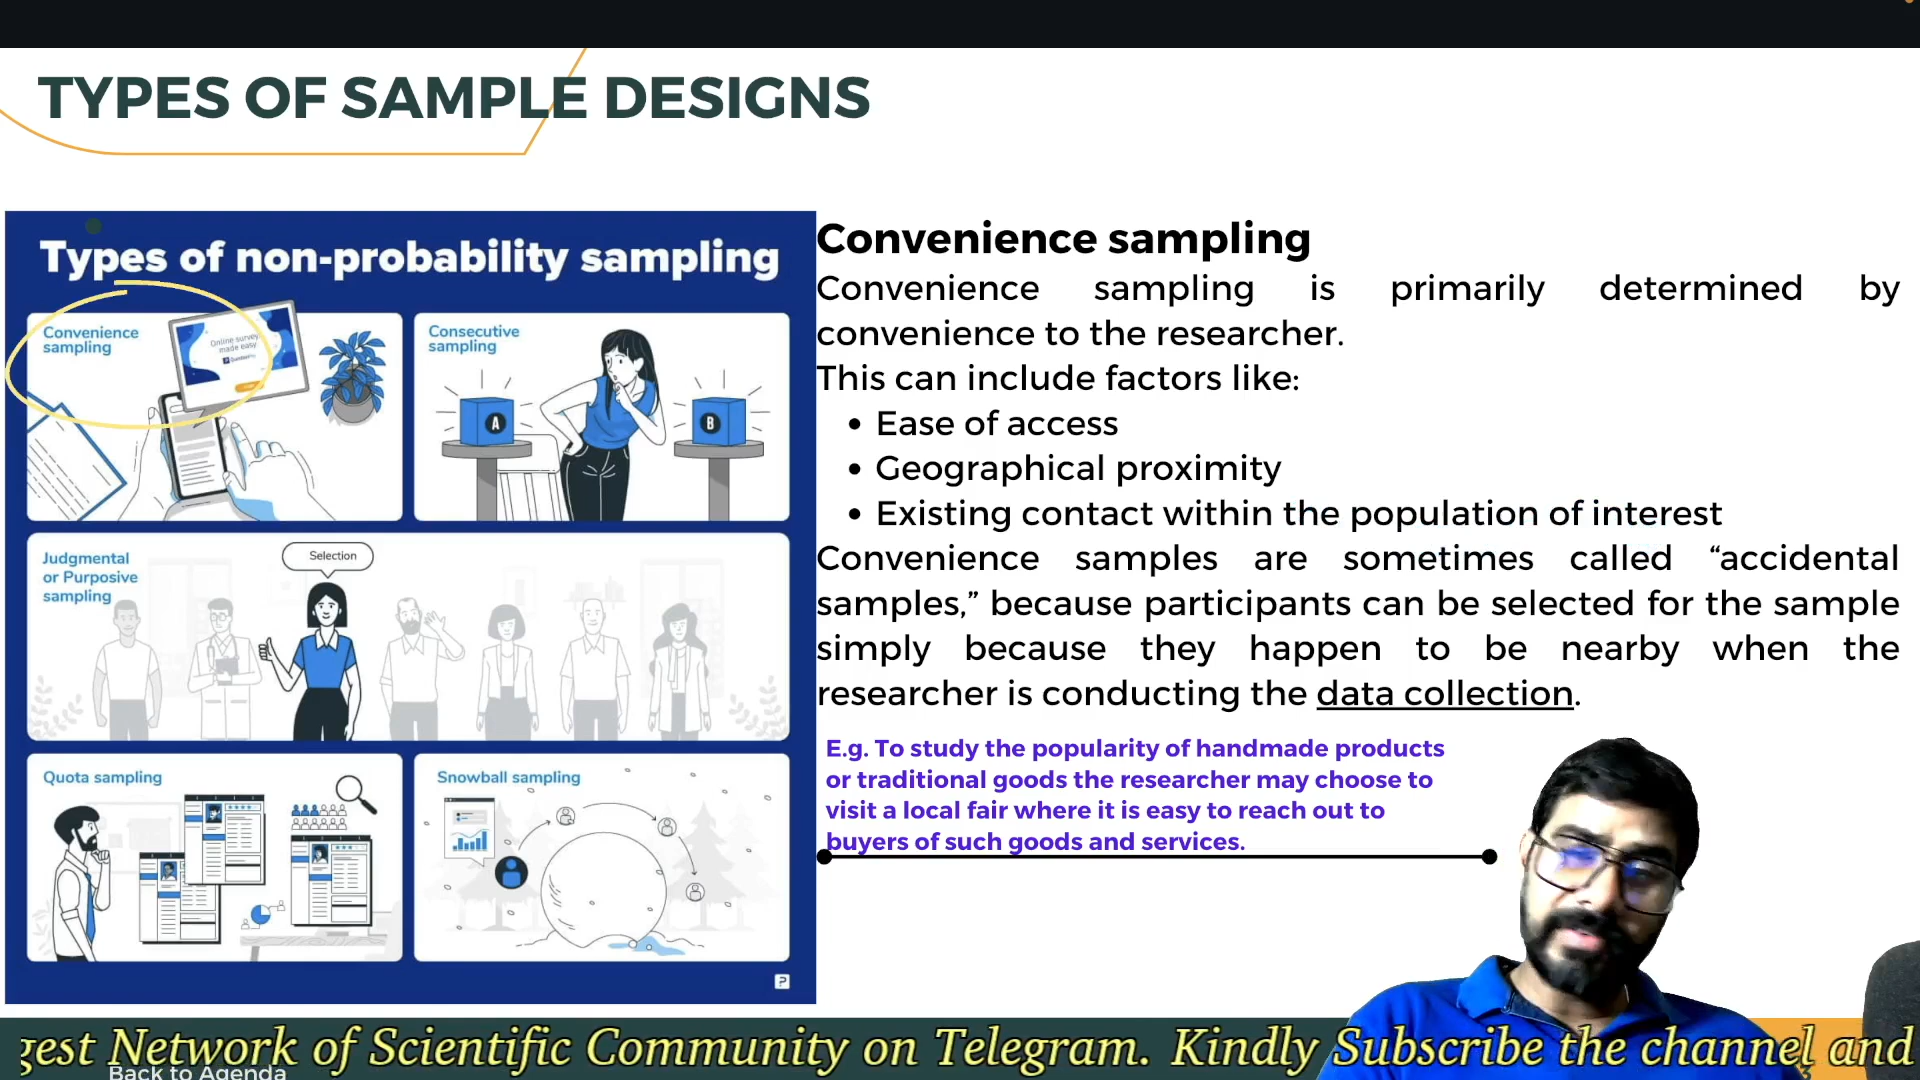 TYPES OF SAMPLE DESIGNS
Types of non-probability sampling
Convenience
sampling
Online survey
made easy
Consecutive
sampling
A
B
Judgmental
or Purposive
sampling
Selection
Quota sampling
Snowball sampling
Convenience sampling
Convenience sampling is primarily determined by
convenience to the researcher.
This can include factors like:
• Ease of access
• Geographical proximity
• Existing contact within the population of interest
Convenience samples are sometimes called “accidental
samples,” because participants can be selected for the sample
simply because they happen to be nearby when the
researcher is conducting the data collection.
E.g. To study the popularity of handmade products
or traditional goods the researcher may choose to
visit a local fair where it is easy to reach out to
buyers of such goods and services.
gest Network of Scientific Community on Telegram. Kindly Subscribe the channel and
Back to Agenda